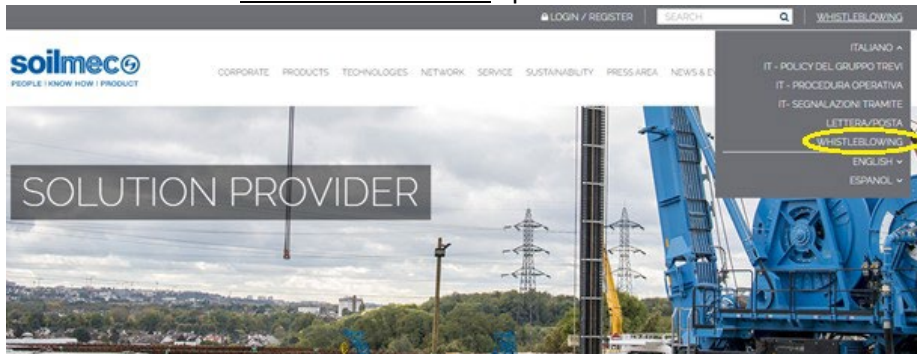 LOGIN / REGISTER SEARCH WHISTLEBLOWING
soilmec
PEOPLE | KNOW HOW | PRODUCT
CORPORATE PRODUCTS TECHNOLOGIES NETWORK SERVICE SUSTAINABILITY PRESS AREA NEWS &
ITALIANO
IT - POLICY DEL GRUPPO TREVI
IT - PROCEDURA OPERATIVA
IT- SEGNALAZIONI TRAMITE
LETTERA/POSTA
WHISTLEBLOWING
ENGLISH
ESPANOL
SOLUTION PROVIDER